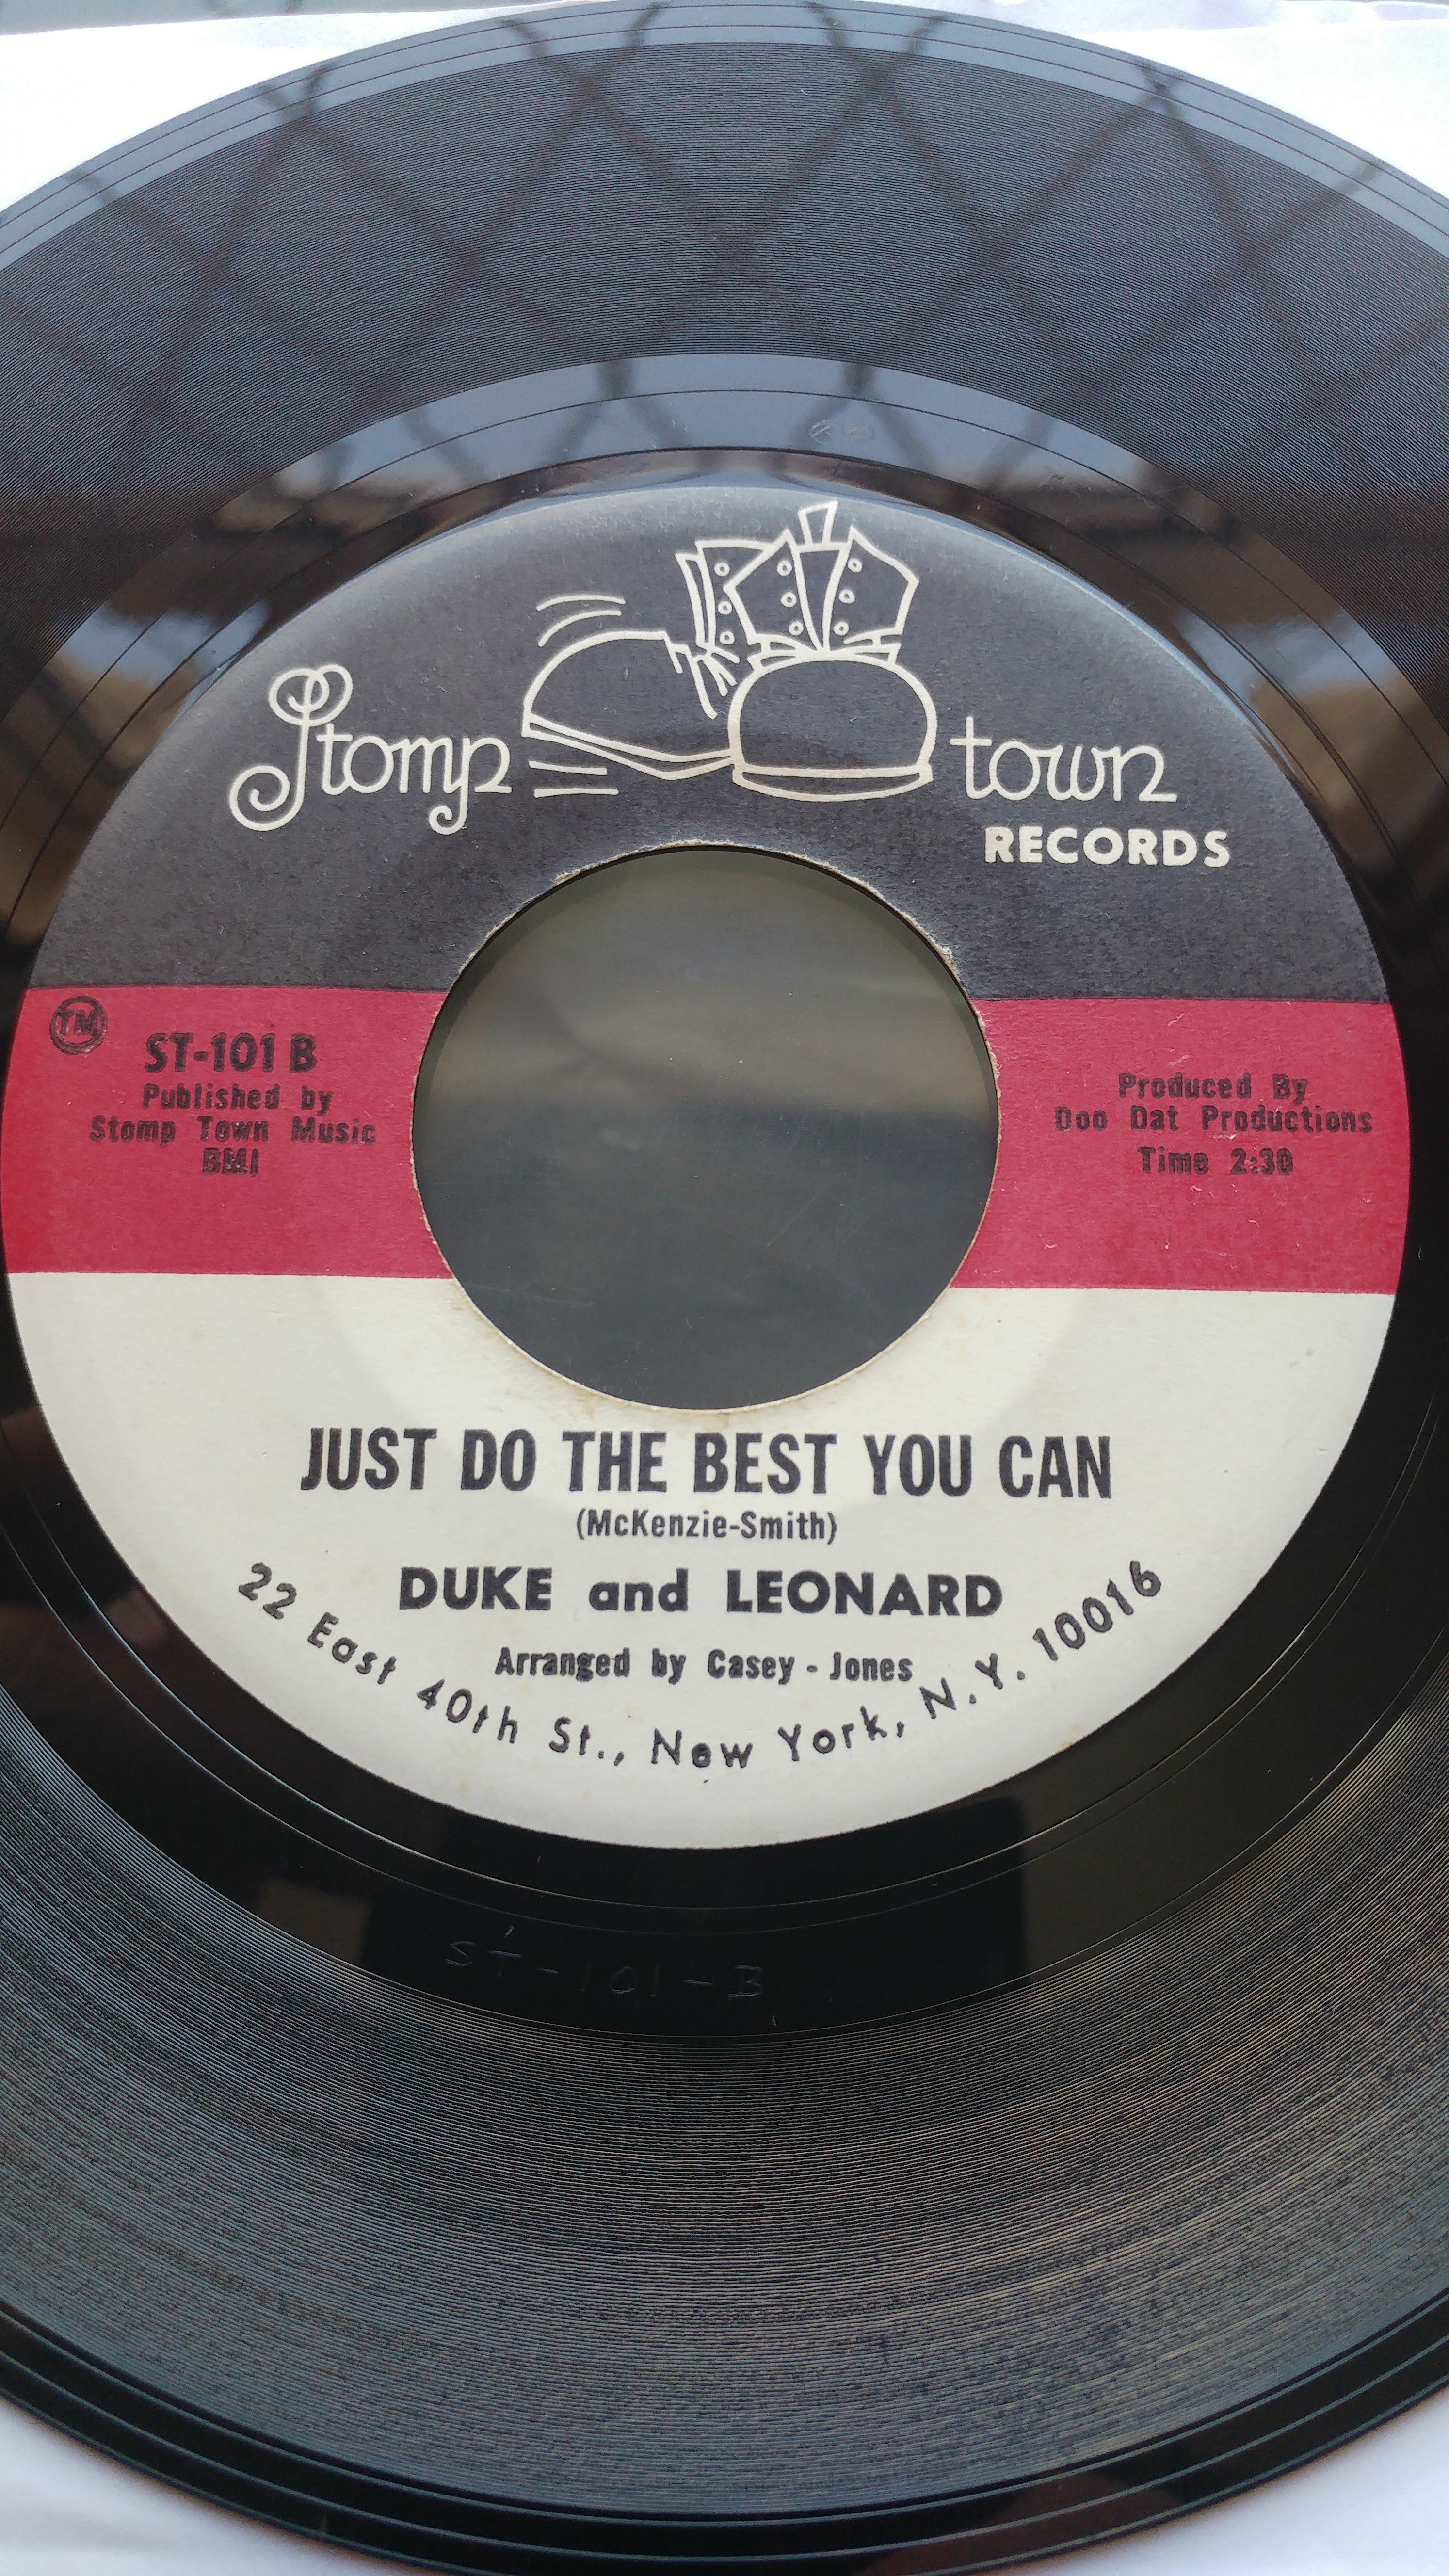 Stomp town
RECORDS
TM
ST-101 B
Published by
Stomp Town Music
BMI
Produced By
Doo Dat Productions
Time 2:30
JUST DO THE BEST YOU CAN
(McKenzie-Smith)
DUKE and LEONARD
Arranged by Casey - Jones
22 East 40th St., New York, N.Y. 10016
ST-101-B